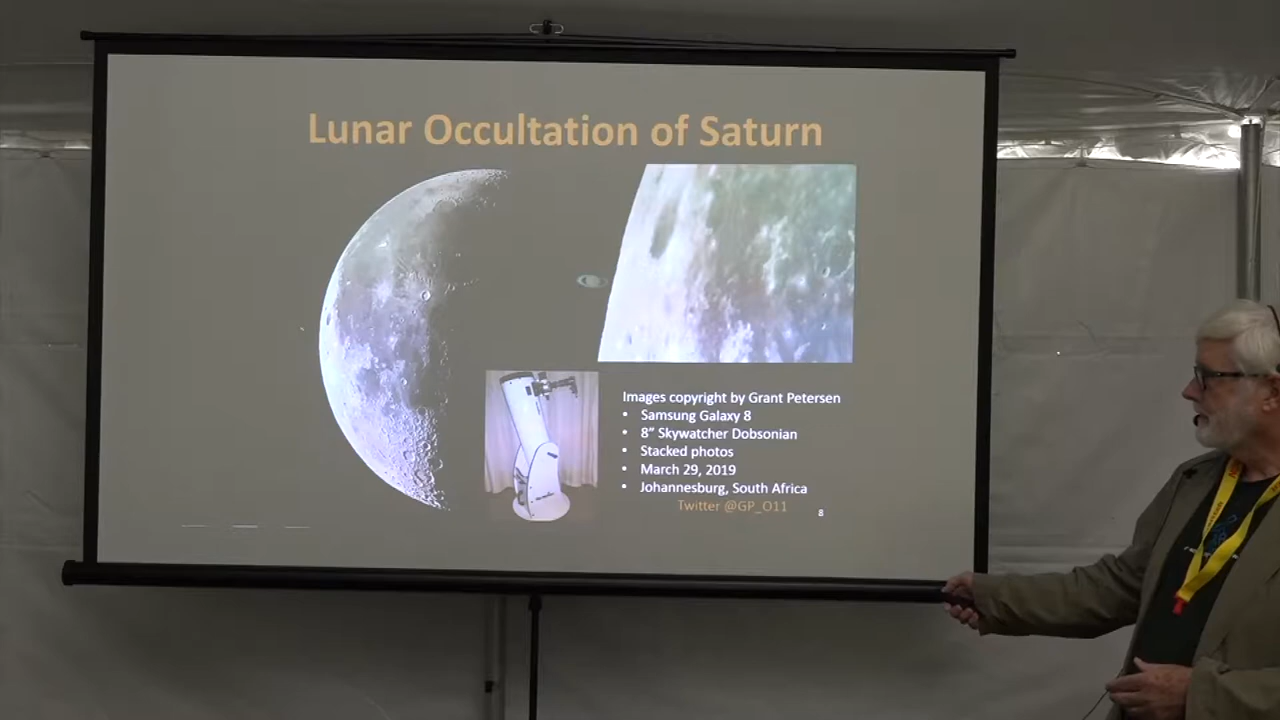 Lunar Occultation of Saturn
Images copyright by Grant Petersen
• Samsung Galaxy 8
• 8” Skywatcher Dobsonian
• Stacked photos
• March 29, 2019
• Johannesburg, South Africa
Twitter @GP_O11
8